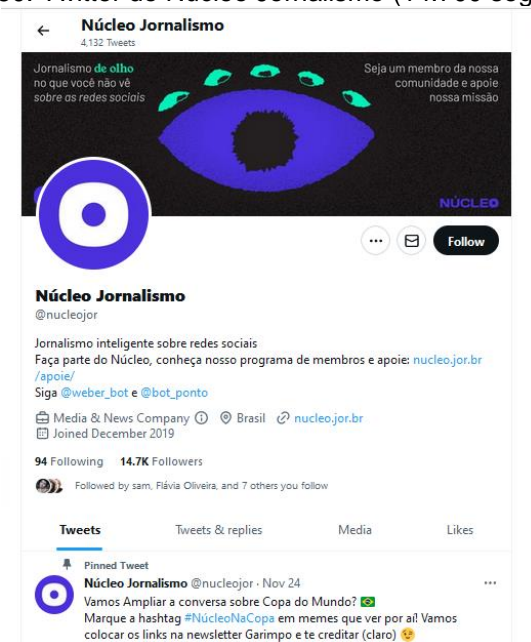 Núcleo Jornalismo
4,132 Tweets
Jornalismo de olho
no que você não vê
sobre as redes sociais
Seja um membro da nossa
comunidade e apoie
nossa missão
NÚCLEO
Follow
Núcleo Jornalismo
@nucleojor
Jornalismo inteligente sobre redes sociais
Faça parte do Núcleo, conheça nosso programa de membros e apoie: nucleo.jor.br
/apoie/
Siga @weber_bot e @bot_ponto
Media & News Company Brasil nucleo.jor.br
Joined December 2019
94 Following 14.7K Followers
Followed by sam, Flávia Oliveira, and 7 others you follow
Tweets Tweets & replies Media Likes
Pinned Tweet
Núcleo Jornalismo @nucleojor · Nov 24
Vamos Ampliar a conversa sobre Copa do Mundo? 🇧🇷
Marque a hashtag #NúcleoNaCopa em memes que ver por aí! Vamos
colocar os links na newsletter Garimpo e te creditar (claro) 😉